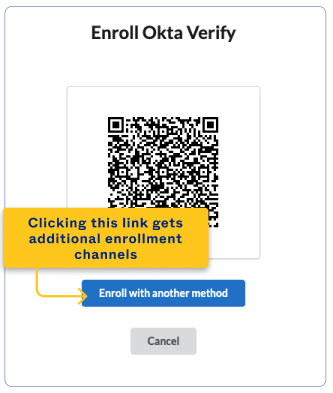 Enroll Okta Verify
Clicking this link gets
additional enrollment
channels
Enroll with another method
Cancel